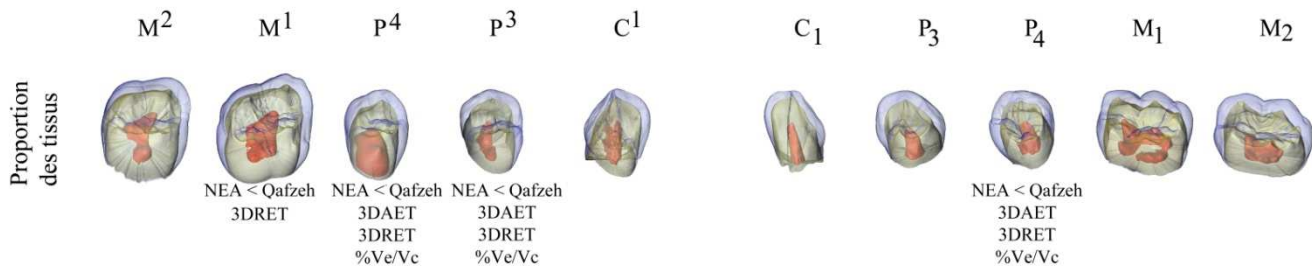 M² M¹ P⁴ P³ C¹ C₁ P₃ P₄ M₁ M₂
Proportion
des tissus
NEA < Qafzeh
3DRET
NEA < Qafzeh
3DAET
3DRET
%Ve/Vc
NEA < Qafzeh
3DAET
3DRET
%Ve/Vc
NEA < Qafzeh
3DAET
3DRET
%Ve/Vc